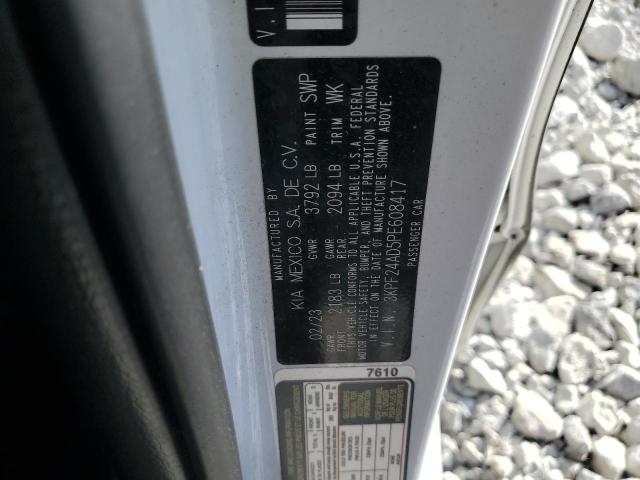 V.I
MANUFACTURED BY
KIA MEXICO S.A. DE C.V.
02/23 GVWR 3792 LB PAINT SWP
GAWR FRONT 2183 LB GAWR REAR 2094 LB TRIM WK
THIS VEHICLE CONFORMS TO ALL APPLICABLE U.S.A. FEDERAL
MOTOR VEHICLE SAFETY, BUMPER, AND THEFT PREVENTION STANDARDS
IN EFFECT ON THE DATE OF MANUFACTURE SHOWN ABOVE.
V.I.N. 3KPF24AD5PE608417
PASSENGER CAR
7610